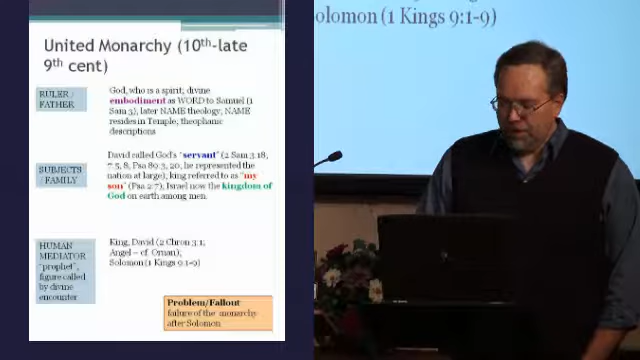 Solomon (1 Kings 9:1-9)
United Monarchy (10th-late
9th cent)
RULER /
FATHER
God, who is a spirit; divine
embodiment as WORD to Samuel (1
Sam 3); later NAME theology, NAME
resides in Temple; theophanic
descriptions
SUBJECTS
/FAMILY
David called God's "servant" (2 Sam 3:18,
7:5, 8, Psa 89:3, 20, he represented the
nation at large); king referred to as "my
son" (Psa 2:7); Israel now the kingdom of
God on earth among men.
HUMAN
MEDIATOR
"prophet",
figure called
by divine
encounter
King, David (2 Chron 3:1;
Angel – cf. Ornan);
Solomon (1 Kings 9:1-9)
Problem/Fallout
failure of the monarchy
after Solomon